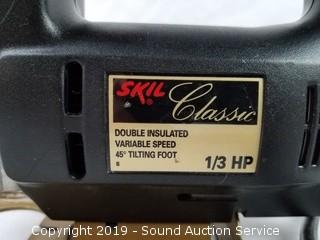 SKIL® Classic
DOUBLE INSULATED
VARIABLE SPEED
45° TILTING FOOT
1/3 HP
Copyright ~ 2019 - Sound Auction Service